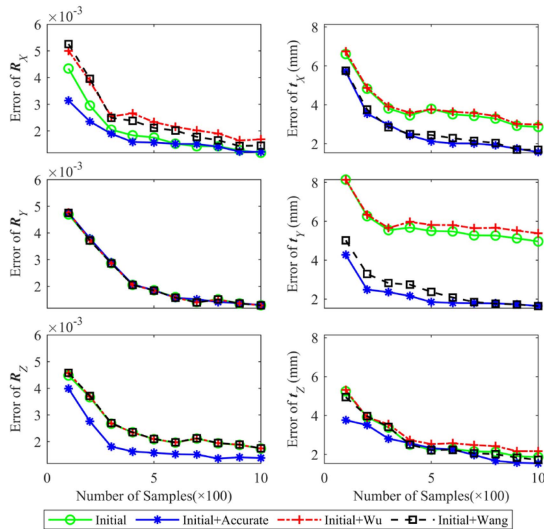 ×10⁻³
6
5
4
3
2
Error of R_X
8
6
4
2
Error of t_X (mm)
×10⁻³
6
5
4
3
2
Error of R_Y
8
6
4
2
Error of t_Y (mm)
×10⁻³
6
5
4
3
2
Error of R_Z
0 5 10
Number of Samples(×100)
8
6
4
2
Error of t_Z (mm)
0 5 10
Number of Samples(×100)
Initial Initial+Accurate Initial+Wu Initial+Wang